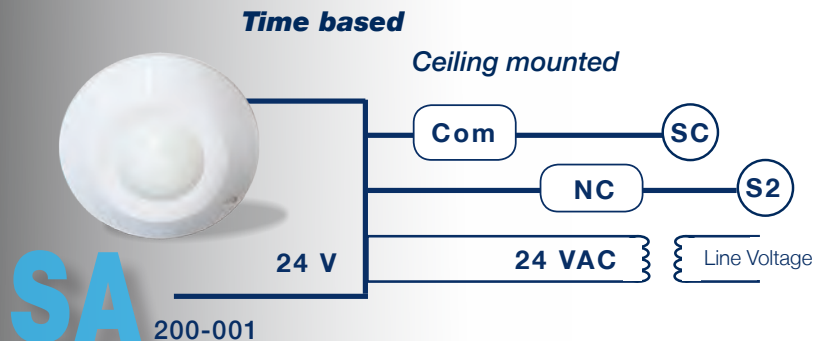 Time based
Ceiling mounted
Com
SC
NC
S2
24 V
24 VAC
Line Voltage
SA
200-001